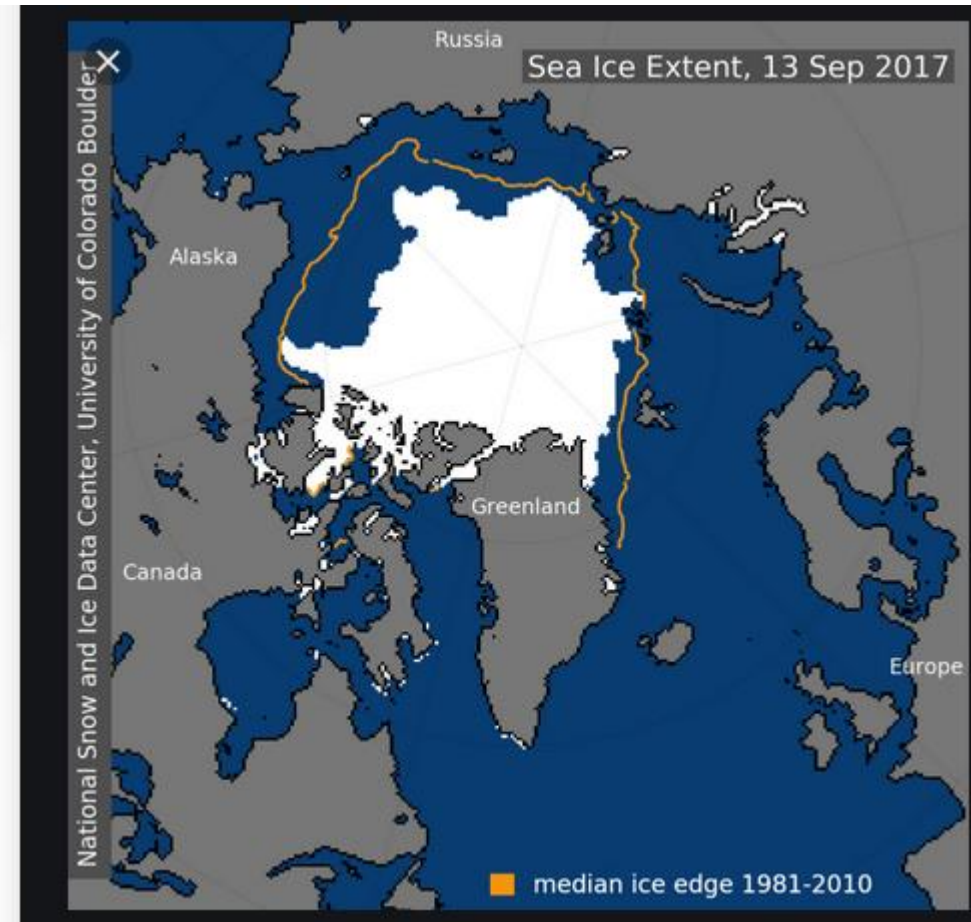 Russia
Sea Ice Extent, 13 Sep 2017
National Snow and Ice Data Center, University of Colorado Boulder
Alaska
Greenland
Canada
Europe
median ice edge 1981-2010